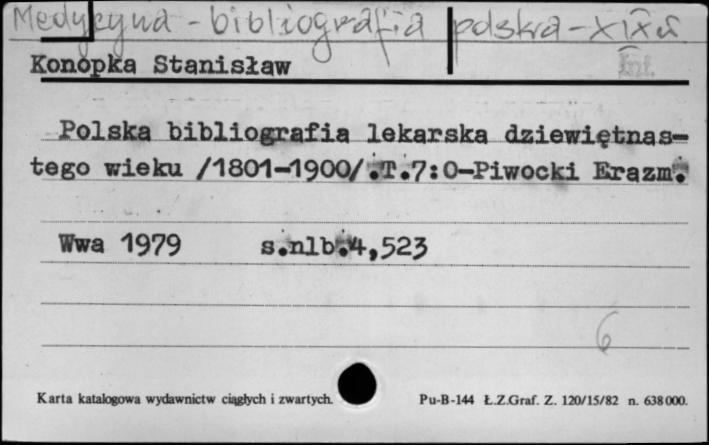 Medycyna - bibliografia polska - XIX w.
Konopka Stanisław
Inf.
Polska bibliografia lekarska dziewiętnas-
tego wieku /1801-1900/.T.7:O-Piwocki Erazm.
Wwa 1979 s.nlb.4,523
6
Karta katalogowa wydawnictw ciągłych i zwartych. Pu-B-144 Ł.Z.Graf. Z. 120/15/82 n. 638000.